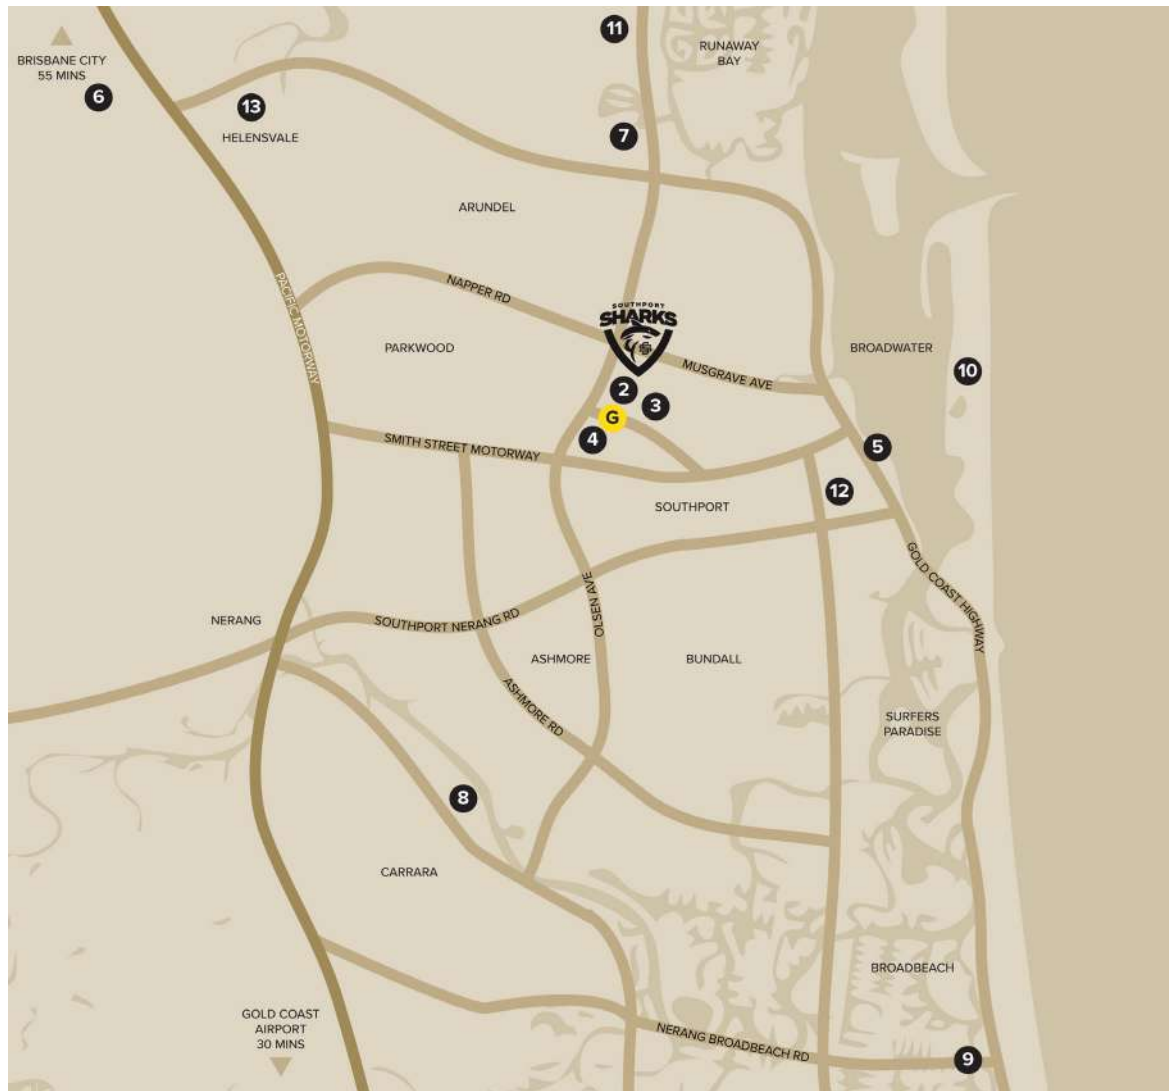 11
RUNAWAY
BAY
BRISBANE CITY
55 MINS
6
13
HELENSVALE
7
ARUNDEL
PACIFIC MOTORWAY
NAPPER RD
SOUTHPORT
SHARKS
PARKWOOD
MUSGRAVE AVE
BROADWATER
10
2
3
G
4
SMITH STREET MOTORWAY
5
12
SOUTHPORT
GOLD COAST HIGHWAY
OLSEN AVE
NERANG
SOUTHPORT NERANG RD
ASHMORE
BUNDALL
ASHMORE RD
SURFERS
PARADISE
8
CARRARA
BROADBEACH
GOLD COAST
AIRPORT
30 MINS
NERANG BROADBEACH RD
9